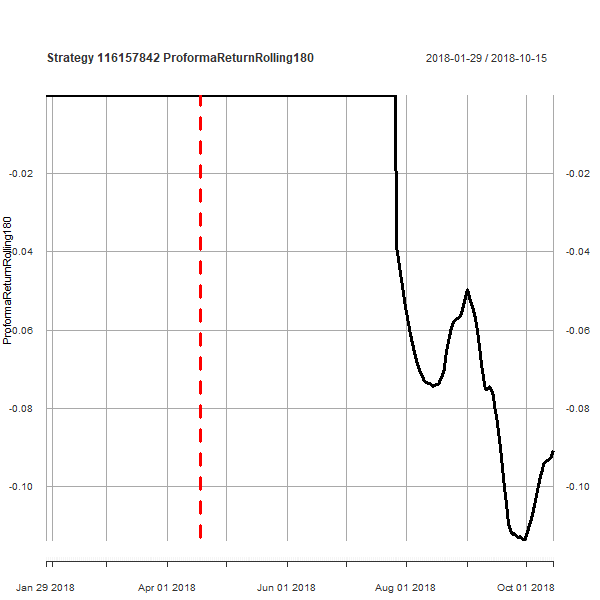 Strategy 116157842 ProformaReturnRolling180
2018-01-29 / 2018-10-15
-0.02
-0.02
-0.04
-0.04
-0.06
-0.06
-0.08
-0.08
-0.10
-0.10
ProformaReturnRolling180
Jan 29 2018
Apr 01 2018
Jun 01 2018
Aug 01 2018
Oct 01 2018